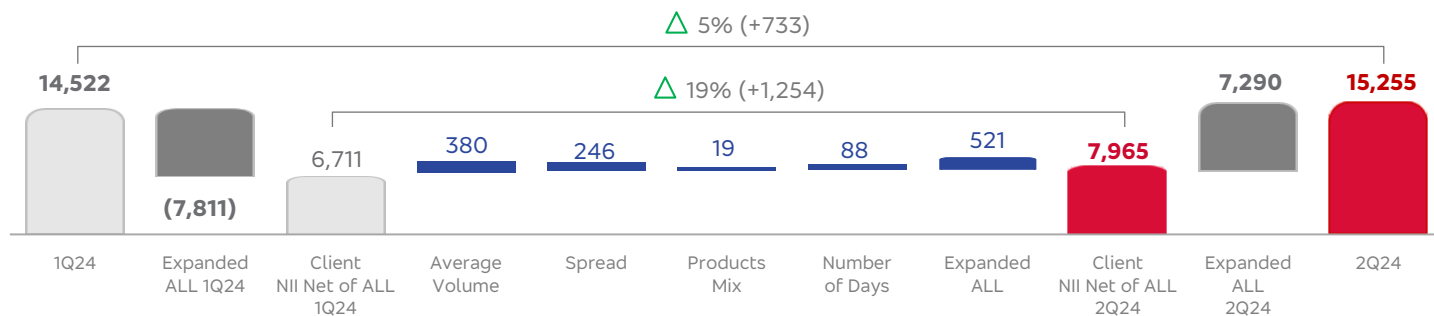 △ 5% (+733)
14,522
7,290
15,255
△ 19% (+1,254)
6,711
380
246
19
88
521
7,965
(7,811)
1Q24
Expanded
ALL 1Q24
Client
NII Net of ALL
1Q24
Average
Volume
Spread
Products
Mix
Number
of Days
Expanded
ALL
Client
NII Net of ALL
2Q24
Expanded
ALL
2Q24
2Q24